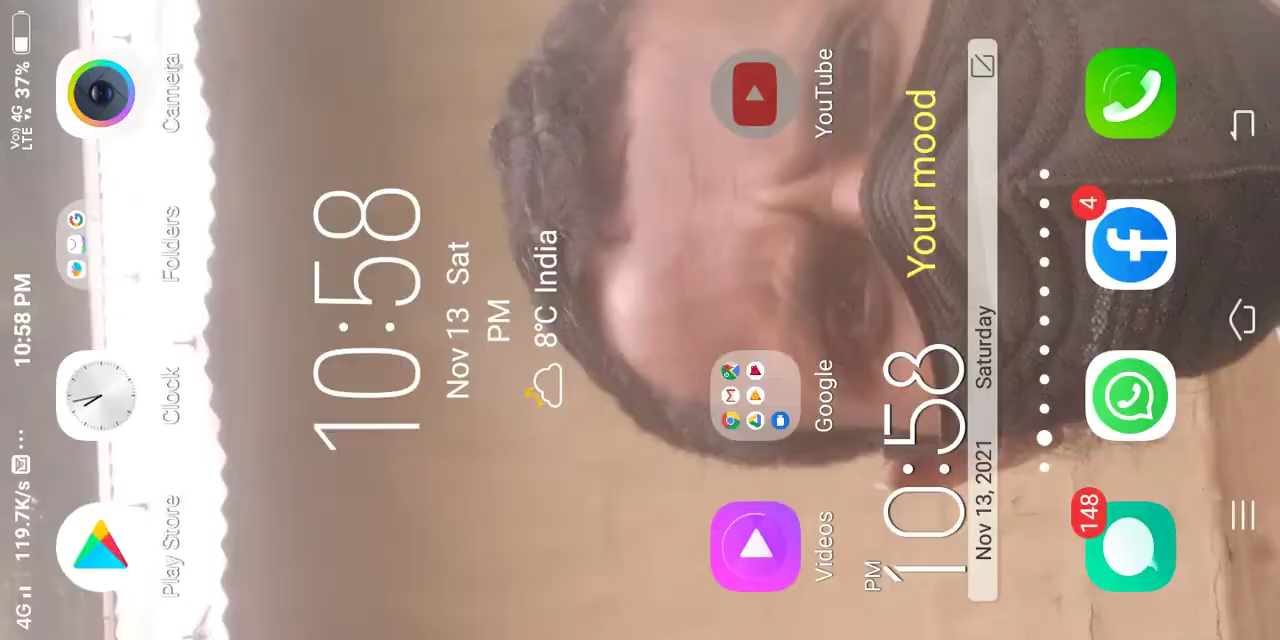 4G 119.7K/s ... 10:58 PM Vo)) 4G LTE 37%
Play Store Clock Folders Camera
10:58
Nov 13 Sat
PM
8°C India
Videos Google YouTube
PM
10:58
Your mood
Nov 13, 2021 Saturday
148 4